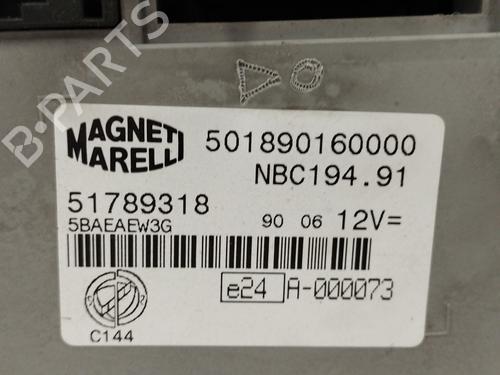 B-PARTS
MAGNETI
MARELLI
501890160000
NBC194.91
51789318
5BAEAEW3G
90 06 12V=
e24 A-000073
C144